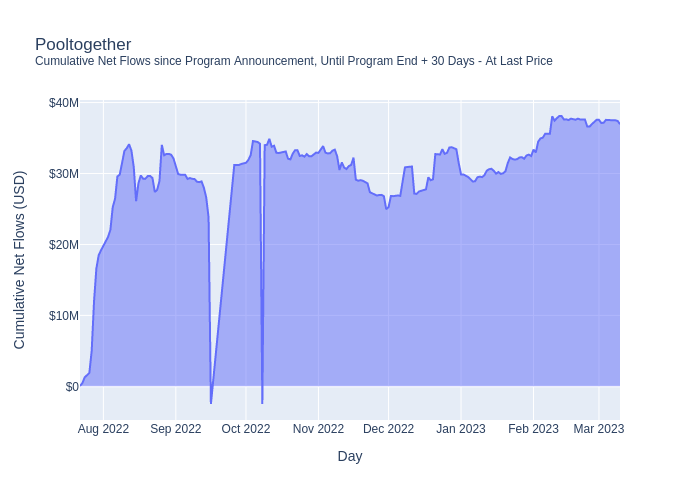 Pooltogether
Cumulative Net Flows since Program Announcement, Until Program End + 30 Days - At Last Price
Cumulative Net Flows (USD)
$40M
$30M
$20M
$10M
$0
Aug 2022
Sep 2022
Oct 2022
Nov 2022
Dec 2022
Jan 2023
Feb 2023
Mar 2023
Day